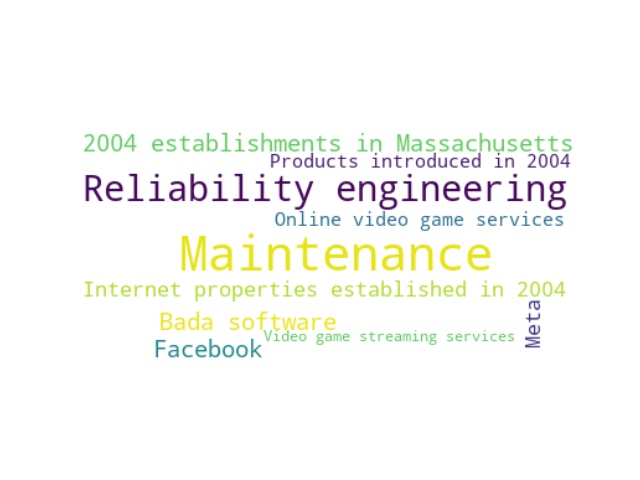 2004 establishments in Massachusetts
Products introduced in 2004
Reliability engineering
Online video game services
Maintenance
Internet properties established in 2004
Meta
Bada software
Video game streaming services
Facebook